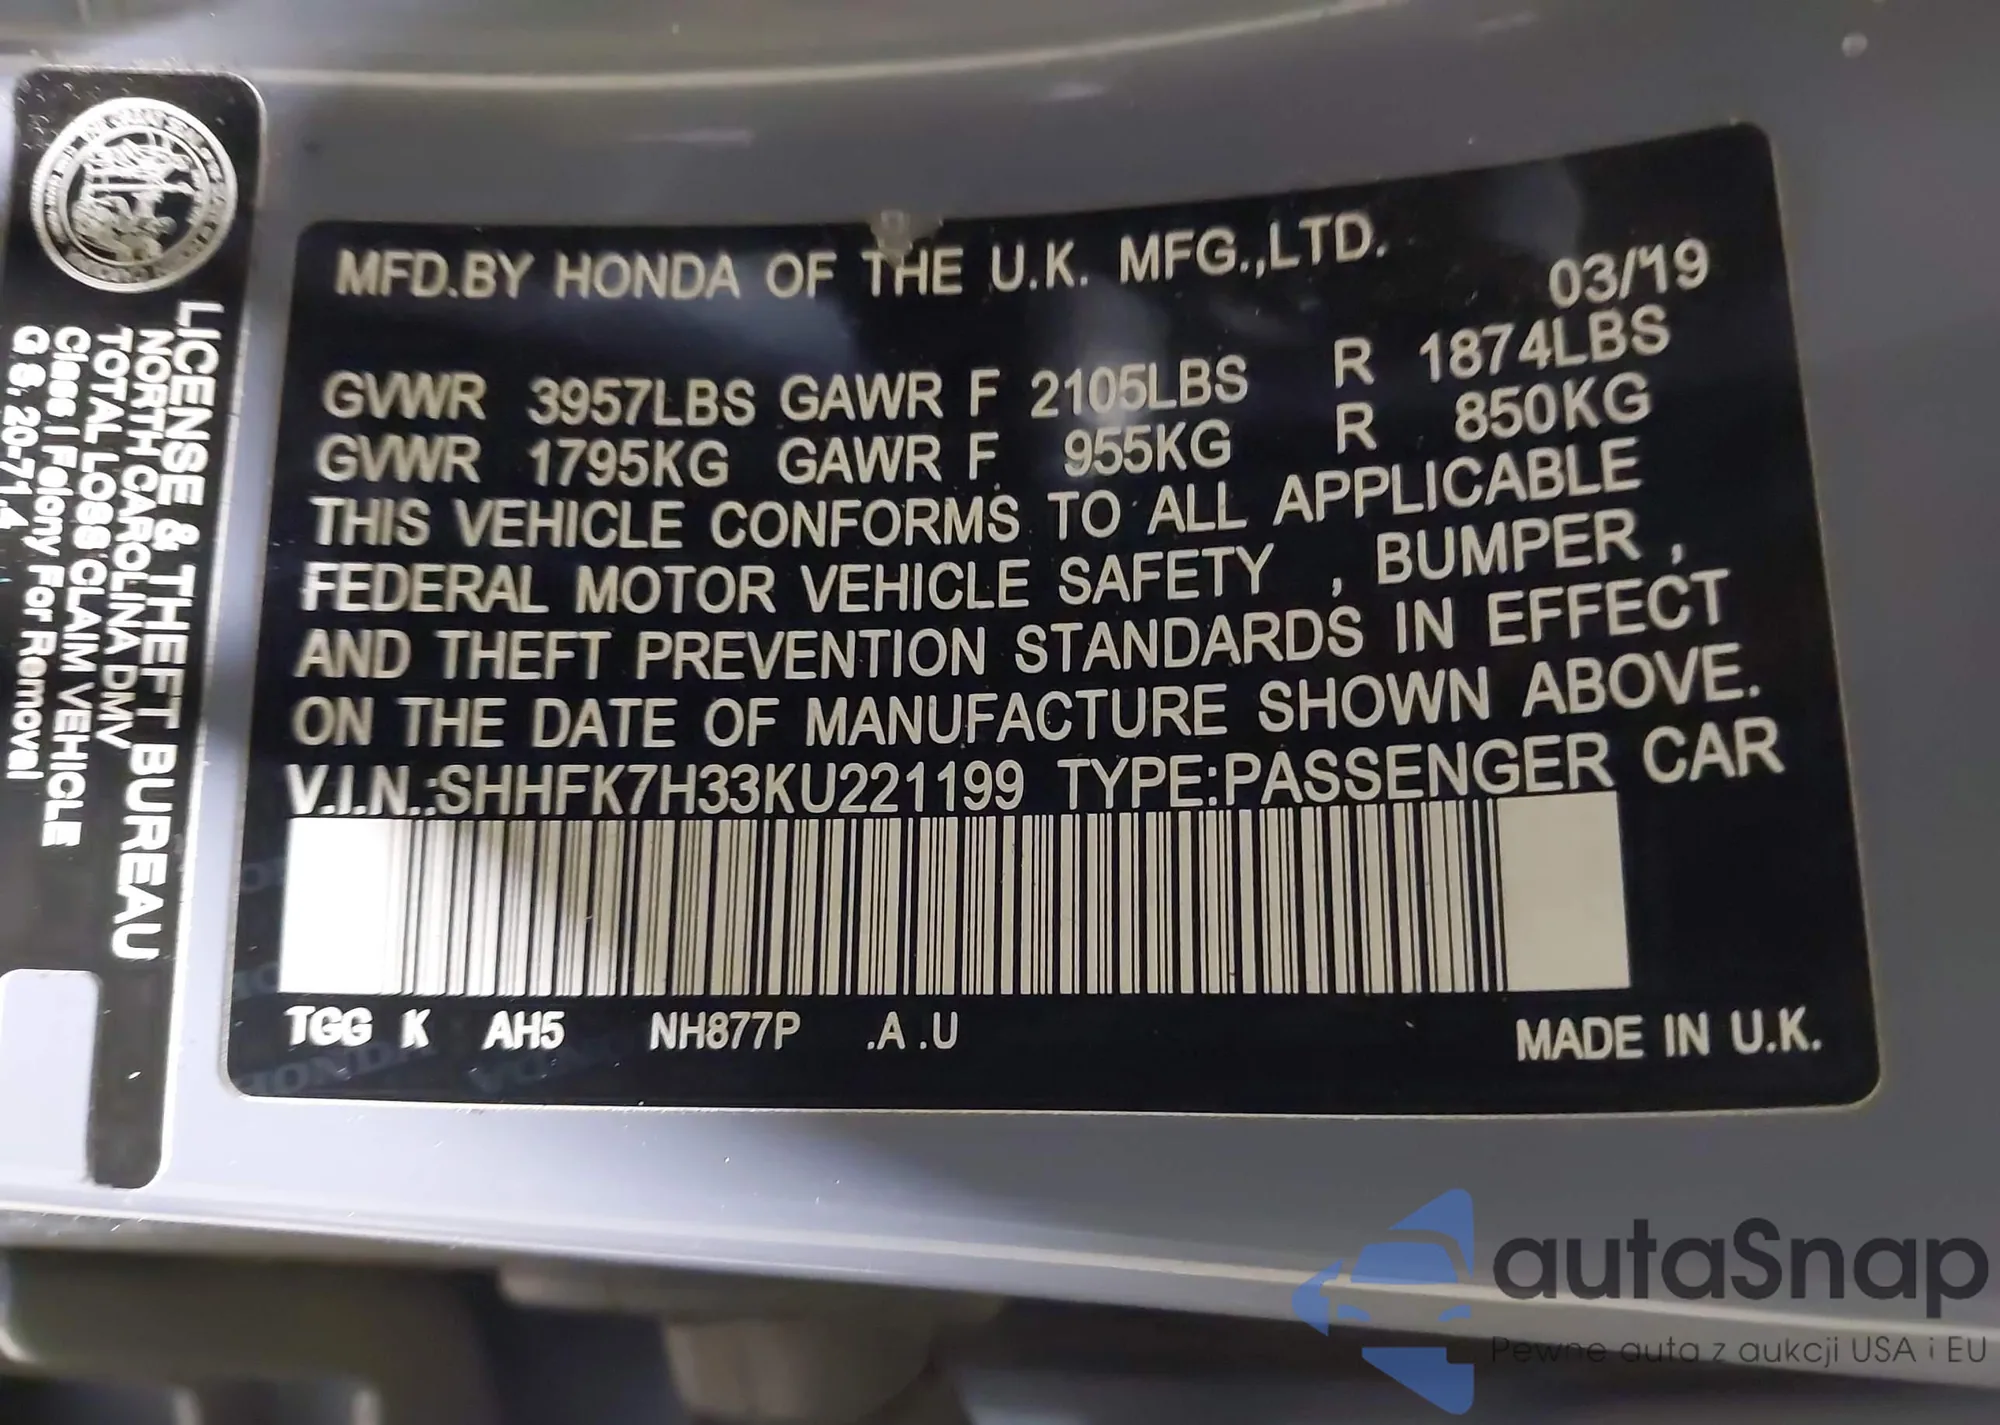 LICENSE & THEFT BUREAU
NORTH CAROLINA DMV
TOTAL LOSS CLAIM VEHICLE
Class I Felony For Removal
G S, 20-71.4
MFD.BY HONDA OF THE U.K. MFG.,LTD.
03/'19
GVWR 3957LBS GAWR F 2105LBS R 1874LBS
GVWR 1795KG GAWR F 955KG R 850KG
THIS VEHICLE CONFORMS TO ALL APPLICABLE
FEDERAL MOTOR VEHICLE SAFETY , BUMPER ,
AND THEFT PREVENTION STANDARDS IN EFFECT
ON THE DATE OF MANUFACTURE SHOWN ABOVE.
V.I.N.:SHHFK7H33KU221199 TYPE:PASSENGER CAR
TGG K AH5 NH877P .A .U
MADE IN U.K.
HONDA
autaSnap
Pewne auta z aukcji USA i EU